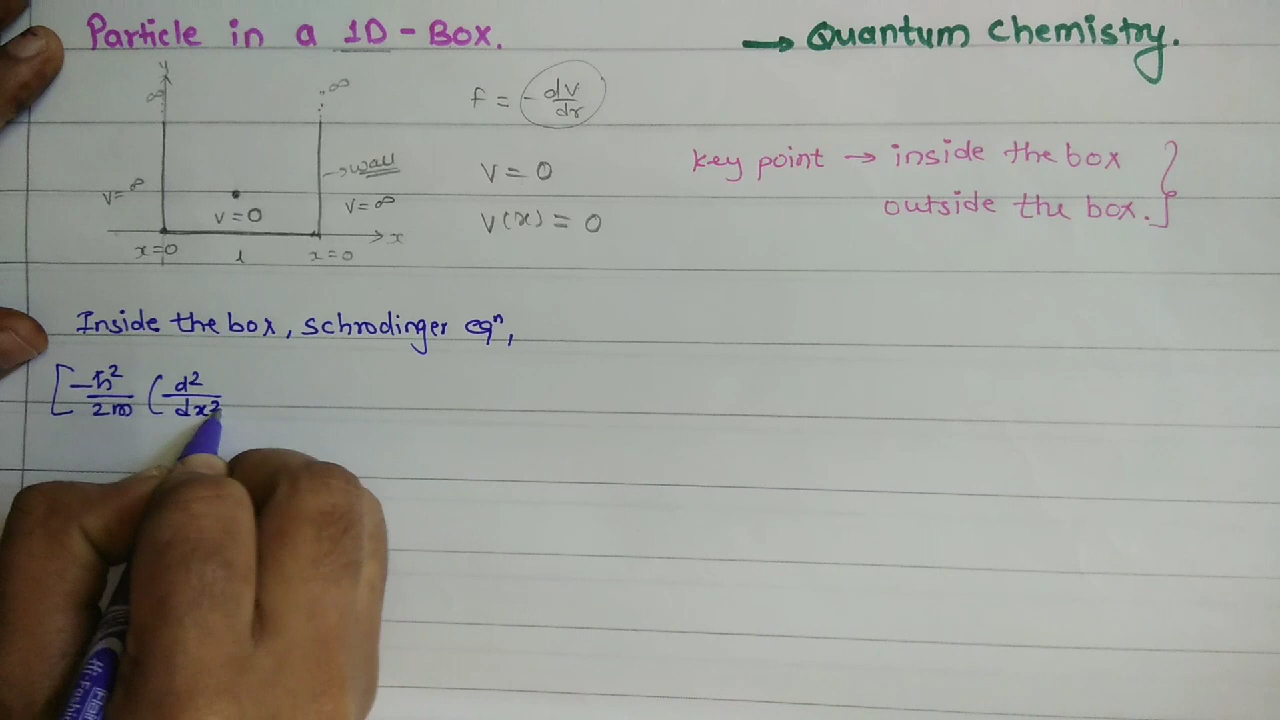 Particle in a 1D - Box.
→ Quantum Chemistry.
y
∞
∞
f = - dv/dr
→ wall
v = ∞
v = 0
v = ∞
x
x = 0
l
x = 0
v = 0
v(x) = 0
key point → inside the box
outside the box. }
Inside the box, schrodinger eqⁿ,
[ -ħ²/2m ( d²/dx²